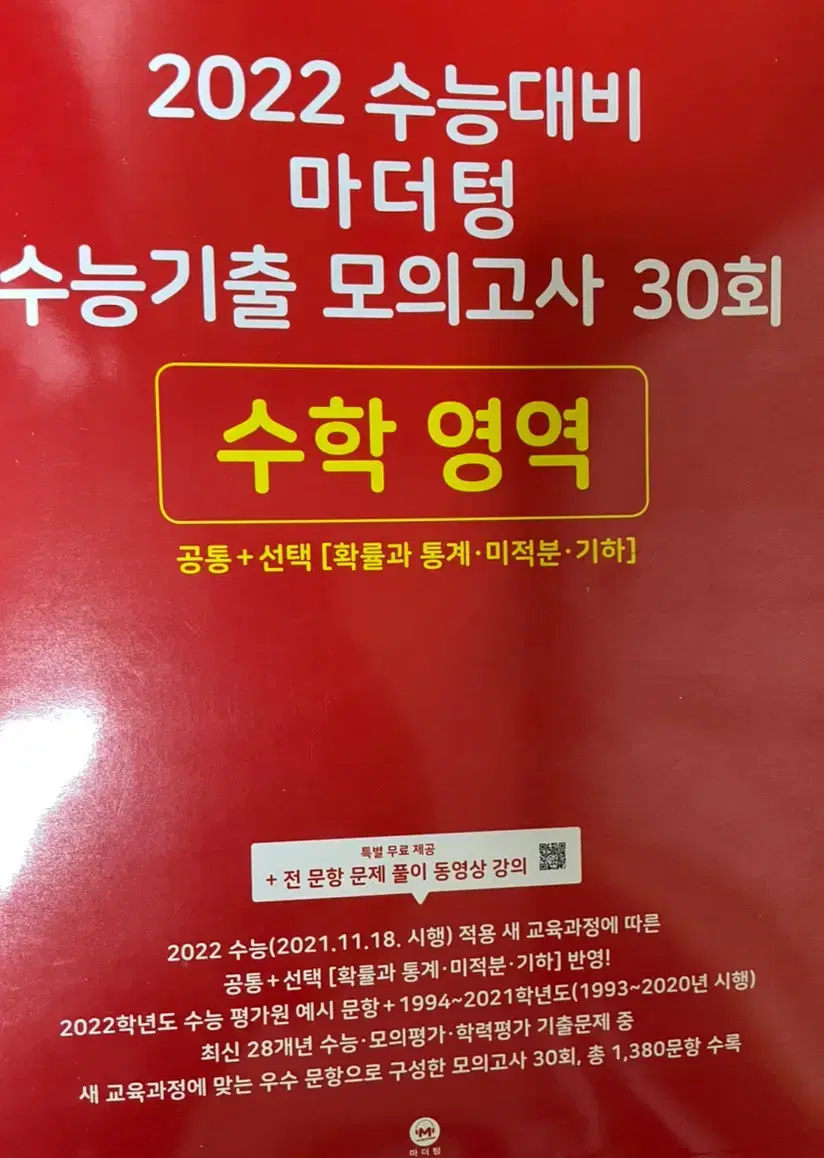 2022 수능대비
마더텅
수능기출 모의고사 30회
수학 영역
공통+선택 [확률과 통계·미적분·기하]
특별 무료 제공
+ 전 문항 문제 풀이 동영상 강의
2022 수능(2021.11.18. 시행) 적용 새 교육과정에 따른
공통+선택 [확률과 통계·미적분·기하] 반영!
2022학년도 수능 평가원 예시 문항+1994~2021학년도(1993~2020년 시행)
최신 28개년 수능·모의평가·학력평가 기출문제 중
새 교육과정에 맞는 우수 문항으로 구성한 모의고사 30회, 총 1,380문항 수록
M
마더텅